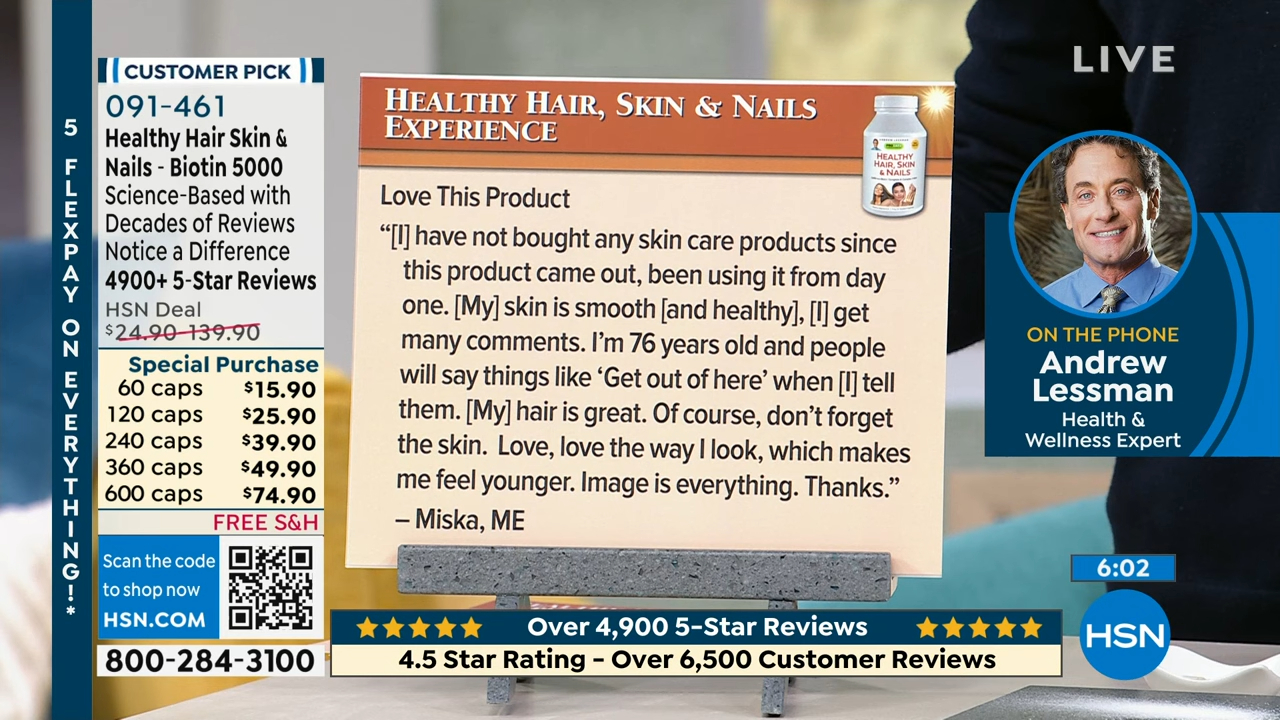 5 FLEXPAY ON EVERYTHING!*
CUSTOMER PICK
091-461
Healthy Hair Skin &
Nails - Biotin 5000
Science-Based with
Decades of Reviews
Notice a Difference
4900+ 5-Star Reviews
HSN Deal
$24.90-139.90
Special Purchase
60 caps $15.90
120 caps $25.90
240 caps $39.90
360 caps $49.90
600 caps $74.90
FREE S&H
Scan the code
to shop now
HSN.COM
800-284-3100
HEALTHY HAIR, SKIN & NAILS
EXPERIENCE
HEALTHY
HAIR, SKIN
& NAILS
Love This Product
“[I] have not bought any skin care products since
this product came out, been using it from day
one. [My] skin is smooth [and healthy], [I] get
many comments. I’m 76 years old and people
will say things like ‘Get out of here’ when [I] tell
them. [My] hair is great. Of course, don’t forget
the skin. Love, love the way I look, which makes
me feel younger. Image is everything. Thanks.”
– Miska, ME
Over 4,900 5-Star Reviews
4.5 Star Rating – Over 6,500 Customer Reviews
LIVE
ON THE PHONE
Andrew
Lessman
Health &
Wellness Expert
6:02
HSN